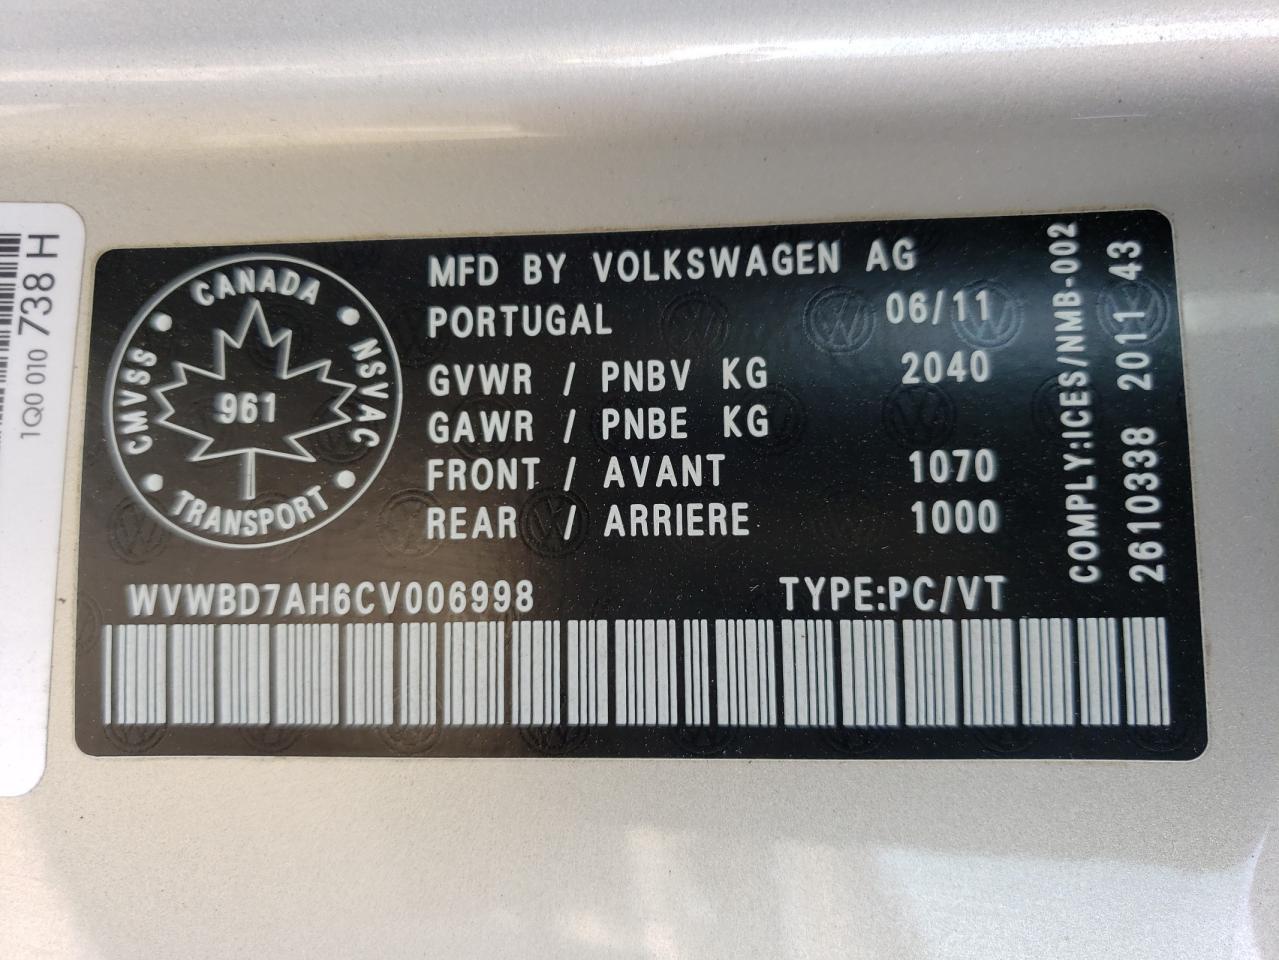 1Q0 010 738 H
CANADA
CMVSS
NSVAC
961
TRANSPORT
MFD BY VOLKSWAGEN AG
PORTUGAL 06/11
GVWR / PNBV KG 2040
GAWR / PNBE KG
FRONT / AVANT 1070
REAR / ARRIERE 1000
WVWBD7AH6CV006998 TYPE:PC/VT
COMPLY:ICES/NMB-002
2610338 2011 43